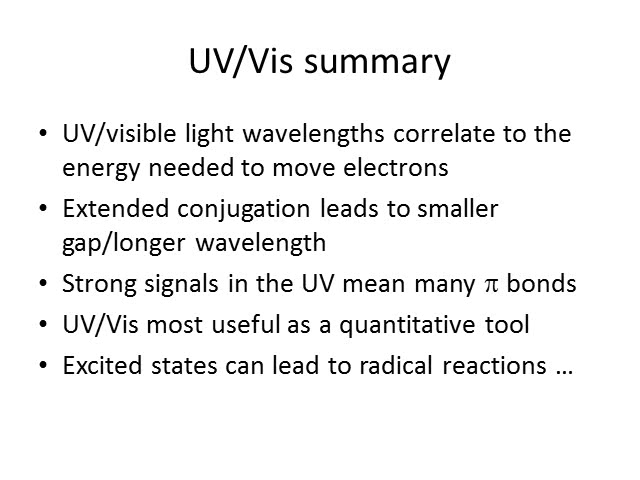 UV/Vis summary
• UV/visible light wavelengths correlate to the
energy needed to move electrons
• Extended conjugation leads to smaller
gap/longer wavelength
• Strong signals in the UV mean many π bonds
• UV/Vis most useful as a quantitative tool
• Excited states can lead to radical reactions …